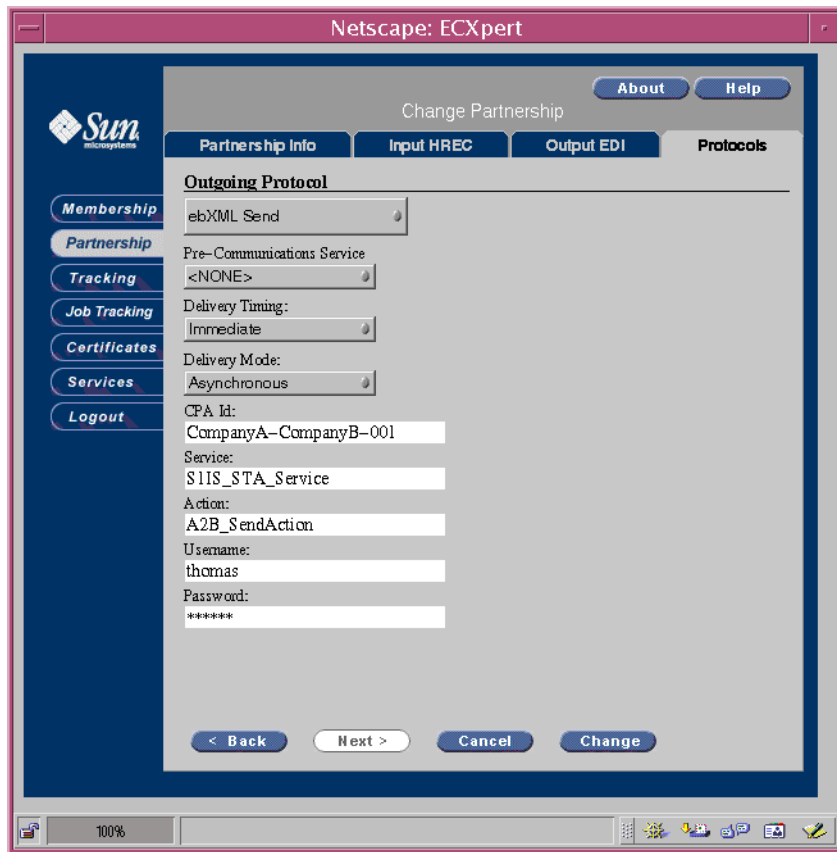 Netscape: ECXpert
About
Help
Change Partnership
Sun
microsystems
Partnership Info
Input HREC
Output EDI
Protocols
Membership
Partnership
Tracking
Job Tracking
Certificates
Services
Logout
Outgoing Protocol
ebXML Send
Pre-Communications Service
<NONE>
Delivery Timing:
Immediate
Delivery Mode:
Asynchronous
CPA Id:
CompanyA-CompanyB-001
Service:
S1IS_STA_Service
Action:
A2B_SendAction
Username:
thomas
Password:
******
< Back
Next >
Cancel
Change
100%